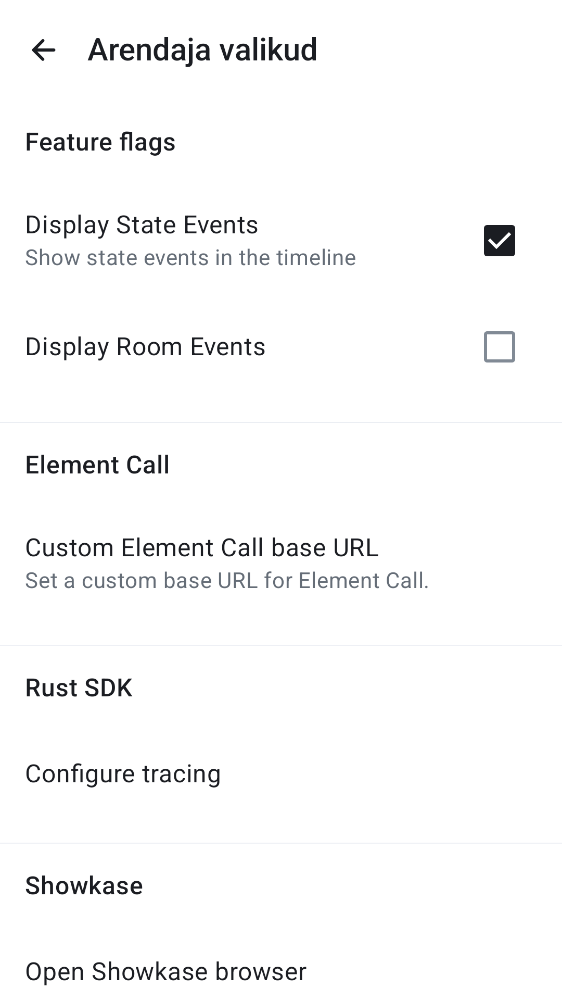 Arendaja valikud
Feature flags
Display State Events
Show state events in the timeline
Display Room Events
Element Call
Custom Element Call base URL
Set a custom base URL for Element Call.
Rust SDK
Configure tracing
Showkase
Open Showkase browser